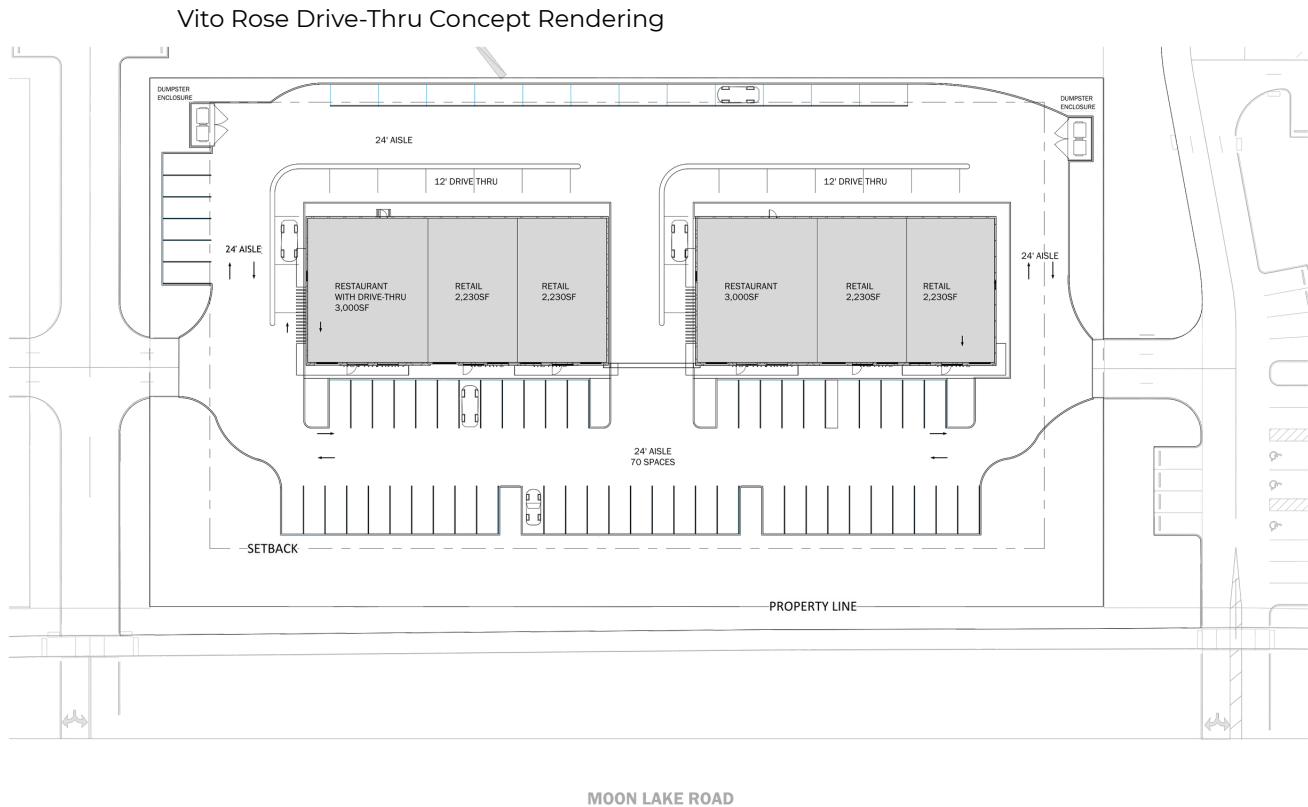 Vito Rose Drive-Thru Concept Rendering
DUMPSTER
ENCLOSURE
DUMPSTER
ENCLOSURE
24' AISLE
12' DRIVE THRU
12' DRIVE THRU
24' AISLE
24' AISLE
RESTAURANT
WITH DRIVE-THRU
3,000SF
RETAIL
2,230SF
RETAIL
2,230SF
RESTAURANT
3,000SF
RETAIL
2,230SF
RETAIL
2,230SF
24' AISLE
70 SPACES
SETBACK
PROPERTY LINE
MOON LAKE ROAD